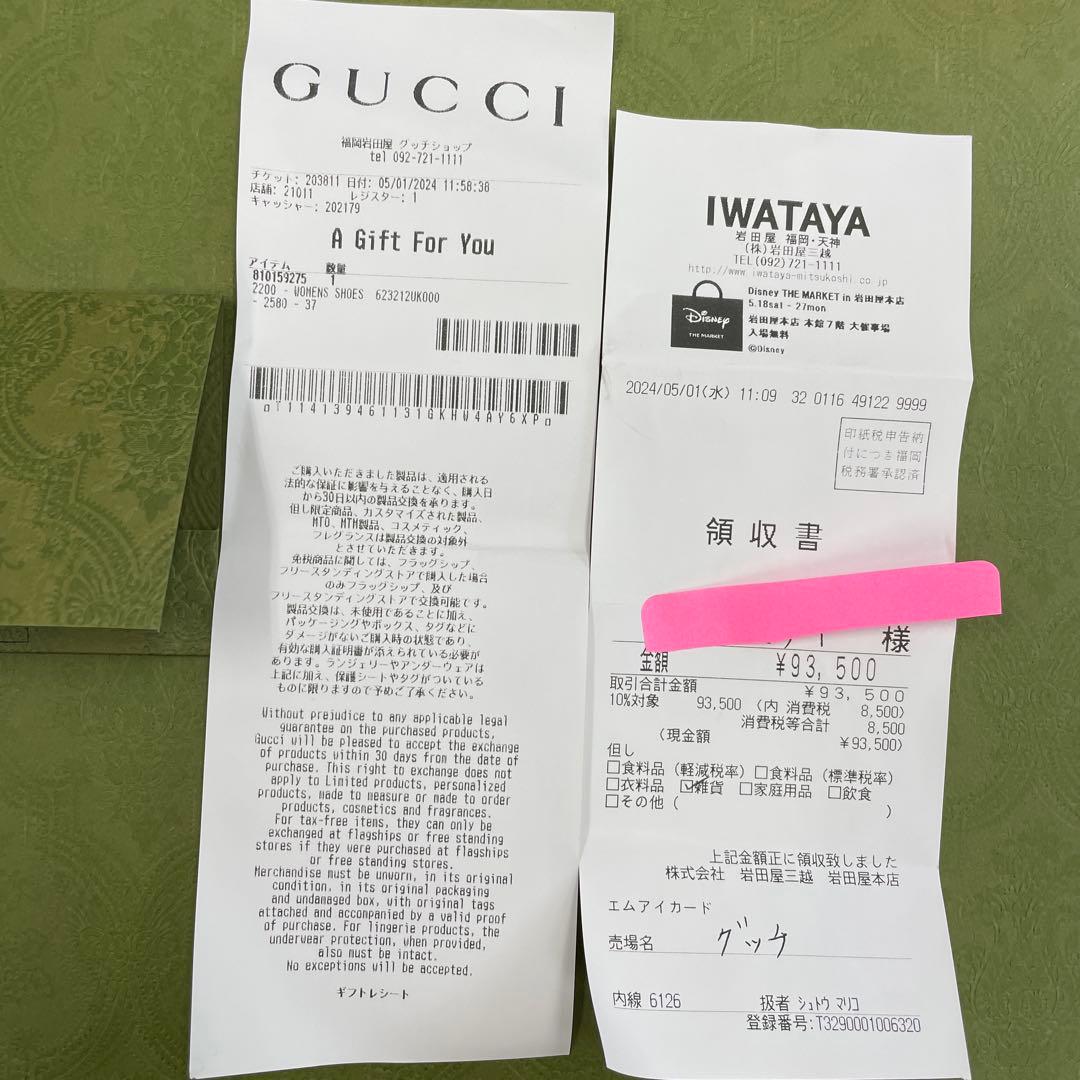 GUCCI
福岡岩田屋 グッチショップ
tel 092-721-1111
チケット: 203811 日付: 05/01/2024 11:58:38
店舗: 21011 レジスター: 1
キャッシャー: 202179
A Gift For You
アイテム 数量
810159275 1
2200 - WOMENS SHOES 623212UK000
- 2580 - 37
ご購入いただきました製品は、適用される
法的な保証に影響を与えることなく、購入日
から30日以内の製品交換を承ります。
但し限定商品、カスタマイズされた製品、
MTO、MTM製品、コスメティック、
フレグランスは製品交換の対象外
とさせていただきます。
免税商品に関しては、フラッグシップ、
フリースタンディングストアで購入した場合
のみフラッグシップ、及び
フリースタンディングストアで交換可能です。
製品交換は、未使用であることに加え、
パッケージングやボックス、タグなどに
ダメージがないご購入時の状態であり、
有効な購入証明書が添えられている必要が
あります。ランジェリーやアンダーウェアは
上記に加え、保護シートやタグがついている
ものに限りますので予めご了承ください。
Without prejudice to any applicable legal
guarantee on the purchased products,
Gucci will be pleased to accept the exchange
of products within 30 days from the date of
purchase. This right to exchange does not
apply to Limited products, personalized
products, made to measure or made to order
products, cosmetics and fragrances.
For tax-free items, they can only be
exchanged at flagships or free standing
stores if they were purchased at flagships
or free standing stores.
Merchandise must be unworn, in its original
condition, in its original packaging
and undamaged box, with original tags
attached and accompanied by a valid proof
of purchase. For lingerie products, the
underwear protection, when provided,
also must be intact.
No exceptions will be accepted.
ギフトレシート
IWATAYA
岩田屋 福岡・天神
(株)岩田屋三越
TEL(092)721-1111
http://www.iwataya-mitsukoshi.co.jp
Disney THE MARKET
Disney THE MARKET in 岩田屋本店
5.18sat - 27mon
岩田屋本店 本館7階 大催事場
入場無料
©Disney
2024/05/01(水) 11:09 32 0116 49122 9999
印紙税申告納
付につき福岡
税務署承認済
領収書
様
金額 ¥93,500
取引合計金額 ¥93,500
10%対象 93,500 (内 消費税 8,500)
消費税等合計 8,500
(現金額 ¥93,500)
但し
□食料品(軽減税率) □食料品(標準税率)
□衣料品 ☑雑貨 □家庭用品 □飲食
□その他( )
上記金額正に領収致しました
株式会社 岩田屋三越 岩田屋本店
エムアイカード
売場名 グッチ
内線 6126 扱者 シュトウ マリコ
登録番号:T3290001006320